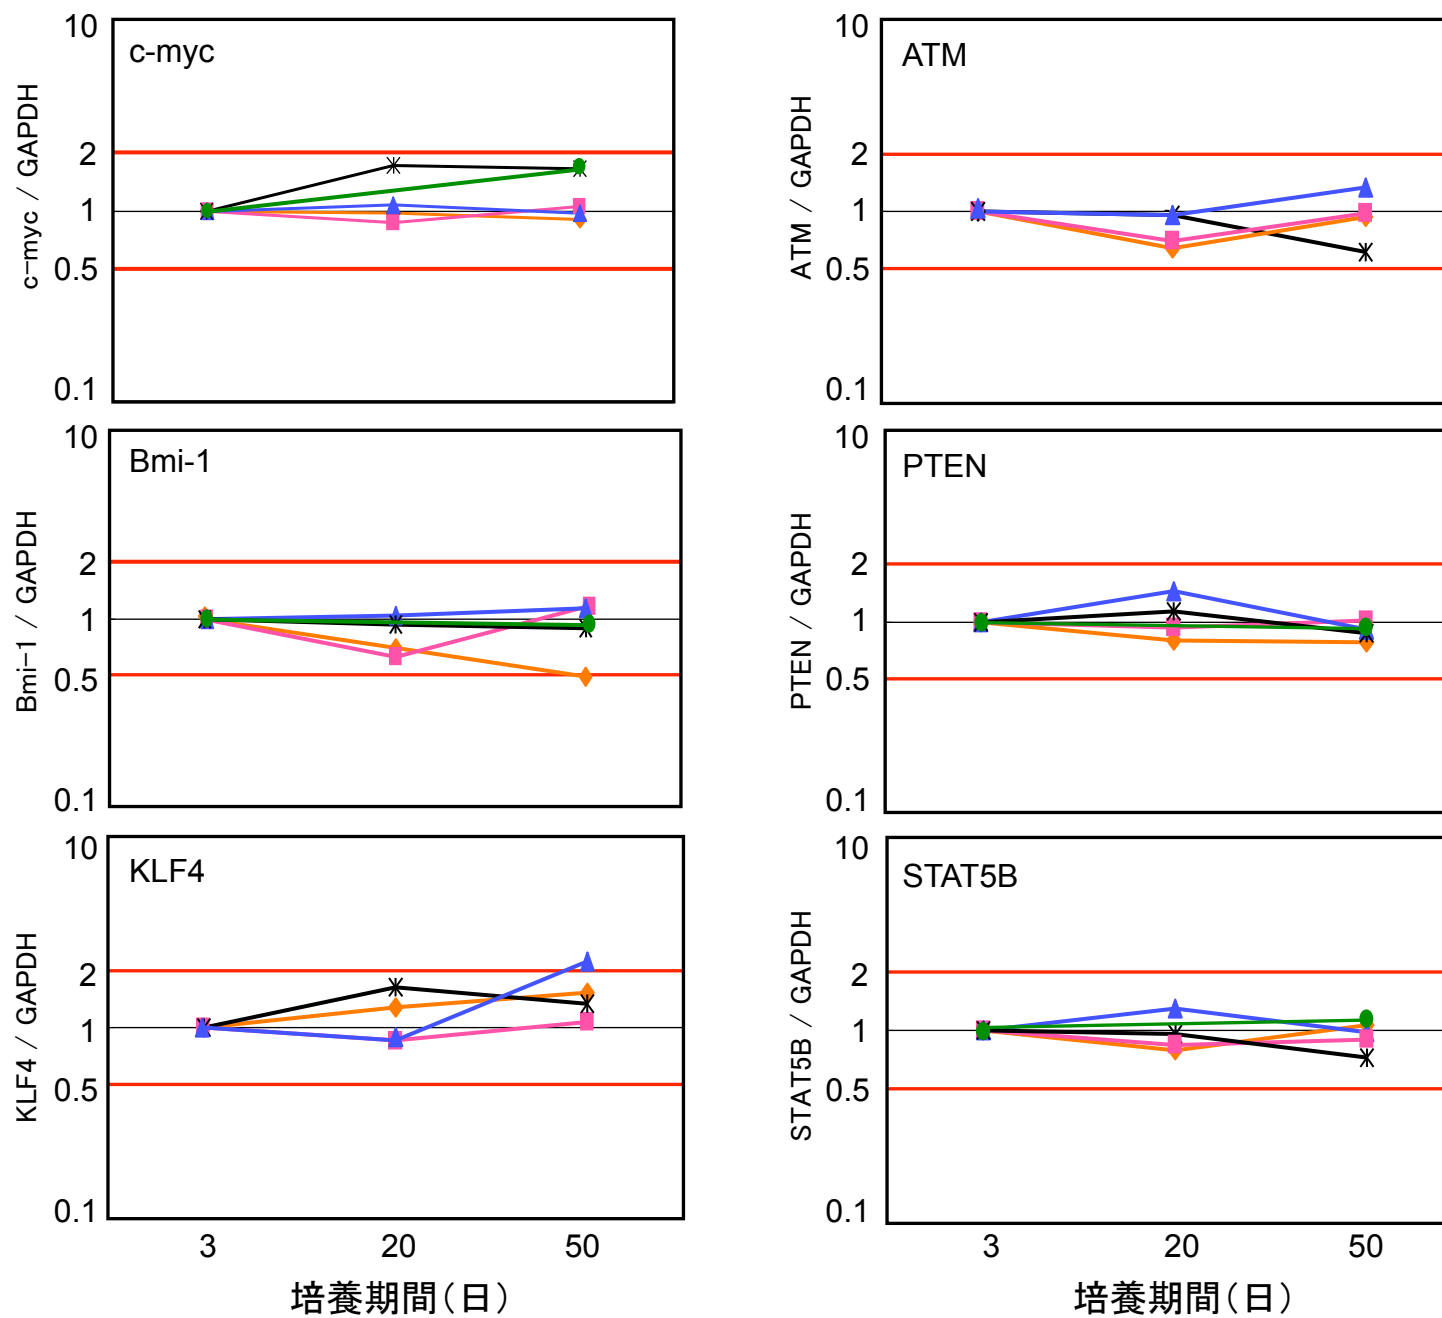 c-myc
c-myc / GAPDH
10
2
1
0.5
0.1
ATM
ATM / GAPDH
10
2
1
0.5
0.1
Bmi-1
Bmi-1 / GAPDH
10
2
1
0.5
0.1
PTEN
PTEN / GAPDH
10
2
1
0.5
0.1
KLF4
KLF4 / GAPDH
10
2
1
0.5
0.1
3 20 50
培養期間(日)
STAT5B
STAT5B / GAPDH
10
2
1
0.5
0.1
3 20 50
培養期間(日)